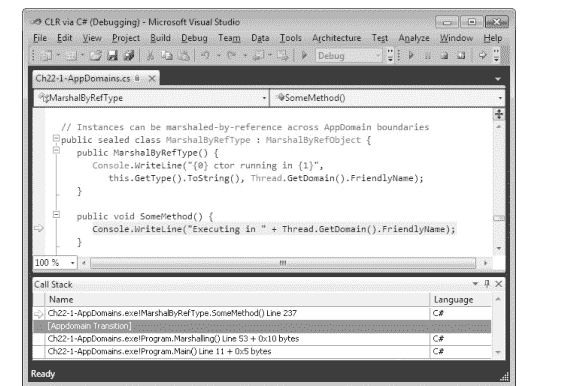 CLR via C# (Debugging) - Microsoft Visual Studio
File Edit View Project Build Debug Team Data Tools Architecture Test Analyze Window Help
Debug
Ch22-1-AppDomains.cs
MarshalByRefType SomeMethod()
// Instances can be marshaled-by-reference across AppDomain boundaries
public sealed class MarshalByRefType : MarshalByRefObject {
public MarshalByRefType() {
Console.WriteLine("{0} ctor running in {1}",
this.GetType().ToString(), Thread.GetDomain().FriendlyName);
}
public void SomeMethod() {
Console.WriteLine("Executing in " + Thread.GetDomain().FriendlyName);
}
100 %
Call Stack
Name Language
Ch22-1-AppDomains.exe!MarshalByRefType.SomeMethod() Line 237 C#
[Appdomain Transition]
Ch22-1-AppDomains.exe!Program.Marshalling() Line 53 + 0x10 bytes C#
Ch22-1-AppDomains.exe!Program.Main() Line 11 + 0x5 bytes C#
Ready